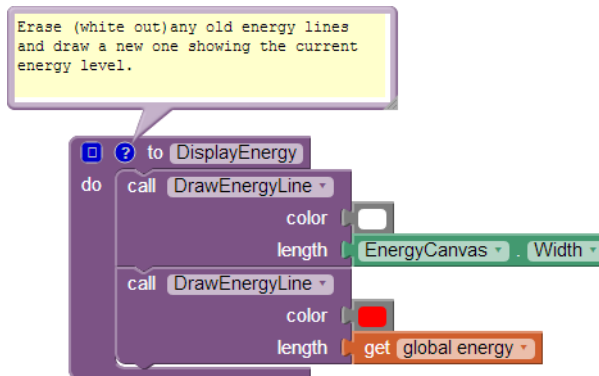 Erase (white out)any old energy lines
and draw a new one showing the current
energy level.
? to DisplayEnergy
do call DrawEnergyLine
color
length EnergyCanvas . Width
call DrawEnergyLine
color
length get global energy